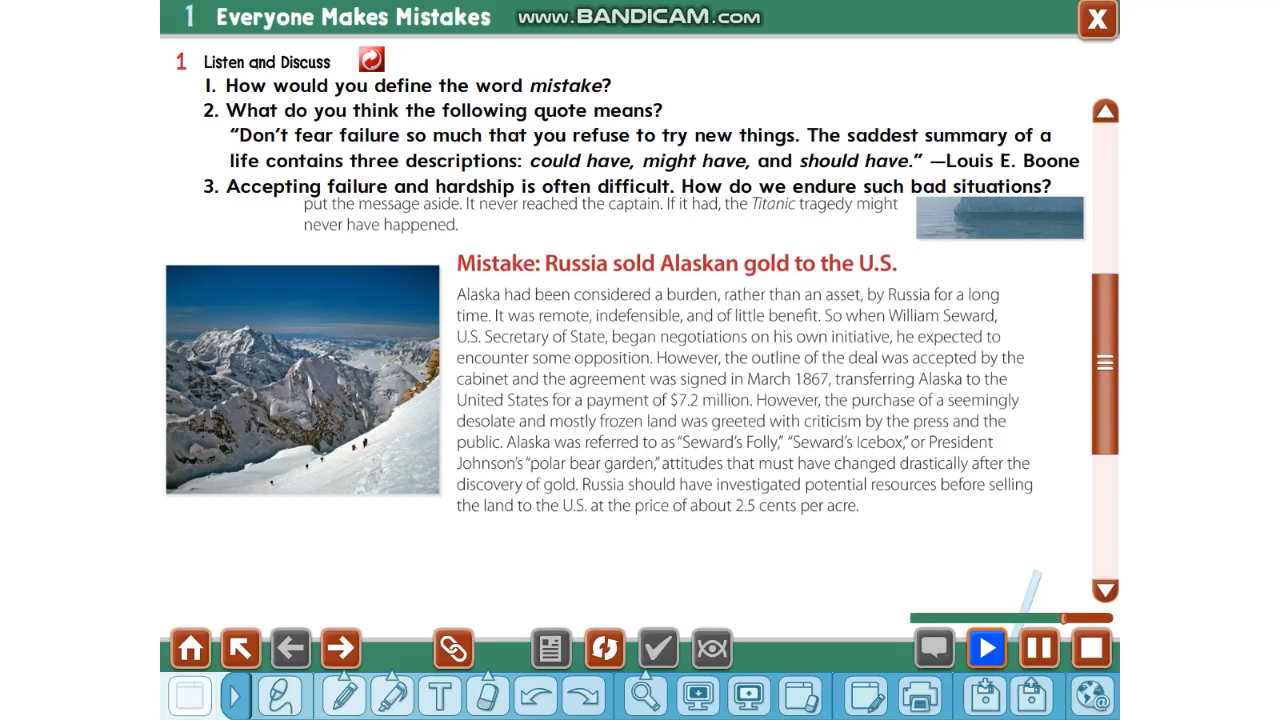 1 Everyone Makes Mistakes
www.BANDICAM.com
X
1 Listen and Discuss
1. How would you define the word mistake?
2. What do you think the following quote means?
“Don’t fear failure so much that you refuse to try new things. The saddest summary of a
life contains three descriptions: could have, might have, and should have.” —Louis E. Boone
3. Accepting failure and hardship is often difficult. How do we endure such bad situations?
put the message aside. It never reached the captain. If it had, the Titanic tragedy might
never have happened.
Mistake: Russia sold Alaskan gold to the U.S.
Alaska had been considered a burden, rather than an asset, by Russia for a long
time. It was remote, indefensible, and of little benefit. So when William Seward,
U.S. Secretary of State, began negotiations on his own initiative, he expected to
encounter some opposition. However, the outline of the deal was accepted by the
cabinet and the agreement was signed in March 1867, transferring Alaska to the
United States for a payment of $7.2 million. However, the purchase of a seemingly
desolate and mostly frozen land was greeted with criticism by the press and the
public. Alaska was referred to as “Seward’s Folly,” “Seward’s Icebox,” or President
Johnson’s “polar bear garden,” attitudes that must have changed drastically after the
discovery of gold. Russia should have investigated potential resources before selling
the land to the U.S. at the price of about 2.5 cents per acre.
T
@